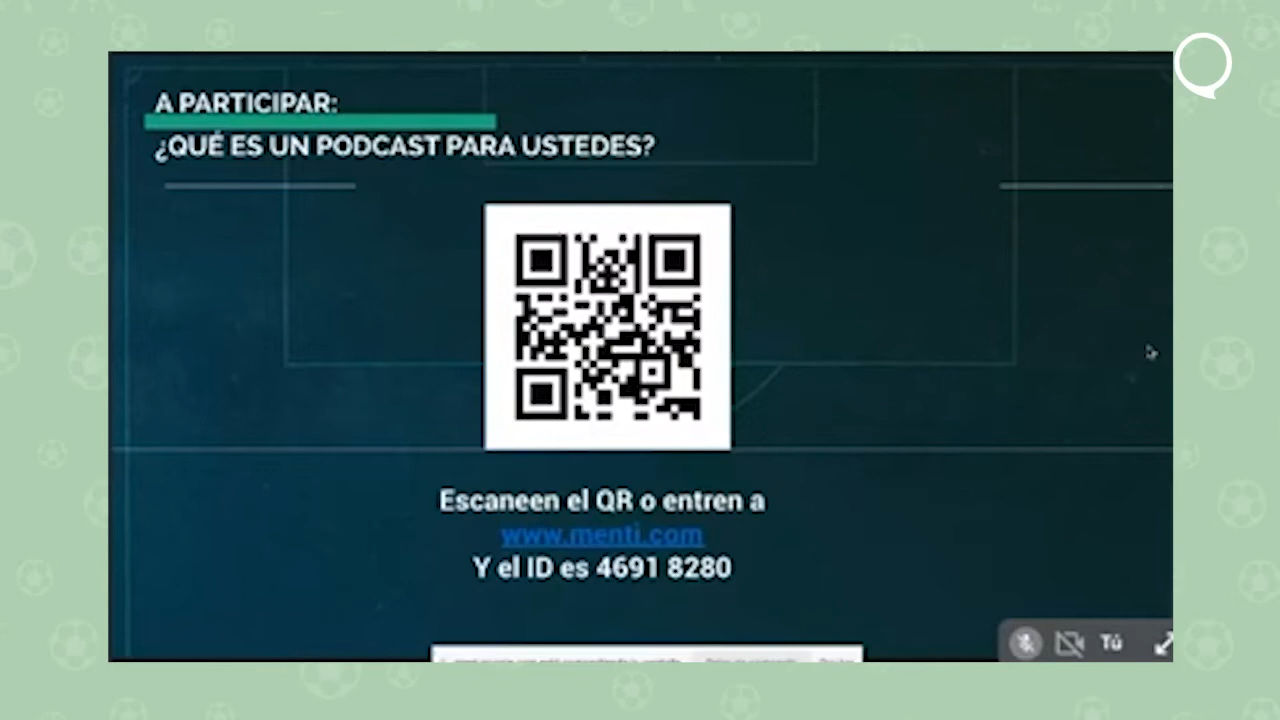 A PARTICIPAR:
¿QUÉ ES UN PODCAST PARA USTEDES?
Escaneen el QR o entren a
www.menti.com
Y el ID es 4691 8280
Tú